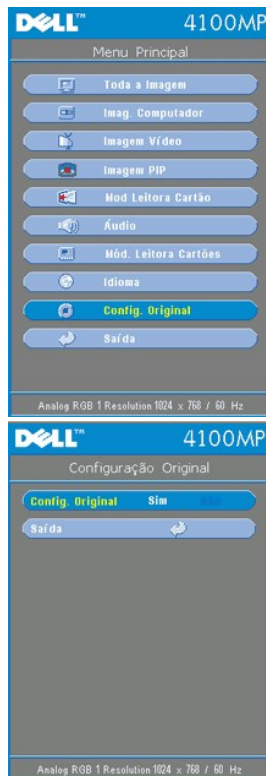 DELL™ 4100MP
Menu Principal
Toda a Imagem
Imag. Computador
Imagem Vídeo
Imagem PIP
Mod Leitora Cartão
Áudio
Mód. Leitora Cartões
Idioma
Config. Original
Saída
Analog RGB 1 Resolution 1024 x 768 / 60 Hz
DELL™ 4100MP
Configuração Original
Config. Original Sim
Saída
Analog RGB 1 Resolution 1024 x 768 / 60 Hz